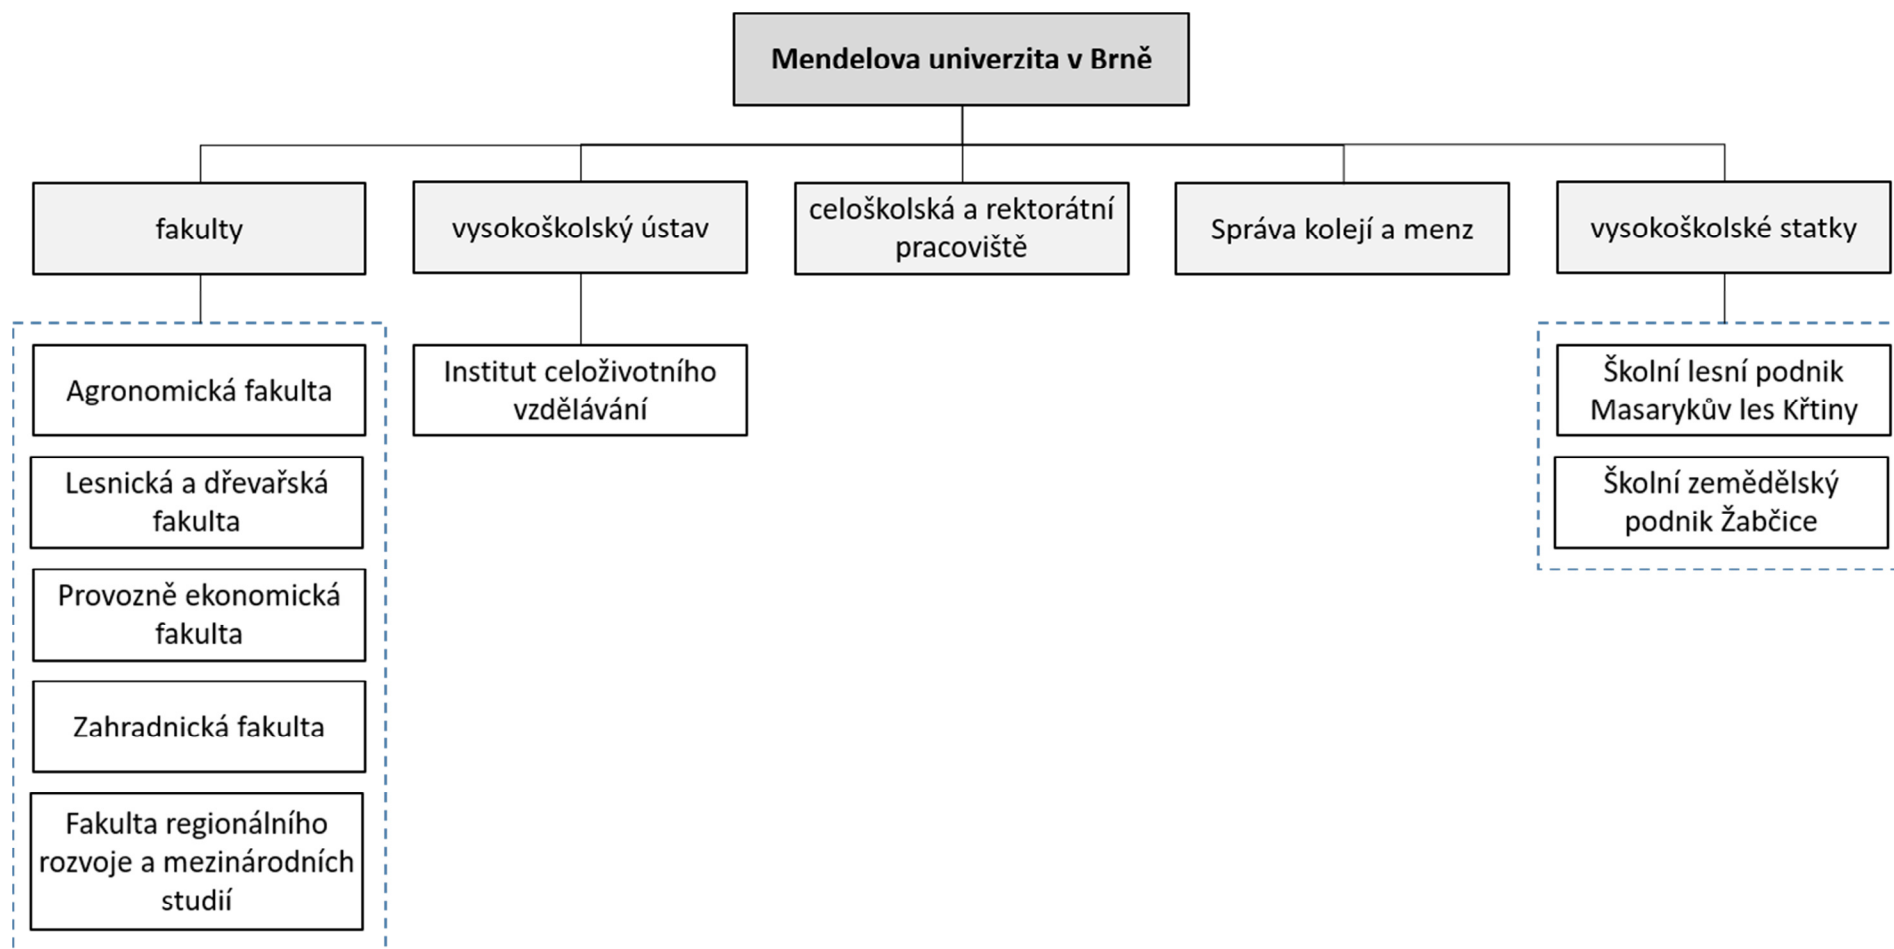 Mendelova univerzita v Brně
fakulty
vysokoškolský ústav
celoškolská a rektorátní
pracoviště
Správa kolejí a menz
vysokoškolské statky
Agronomická fakulta
Lesnická a dřevařská
fakulta
Provozně ekonomická
fakulta
Zahradnická fakulta
Fakulta regionálního
rozvoje a mezinárodních
studií
Institut celoživotního
vzdělávání
Školní lesní podnik
Masarykův les Křtiny
Školní zemědělský
podnik Žabčice